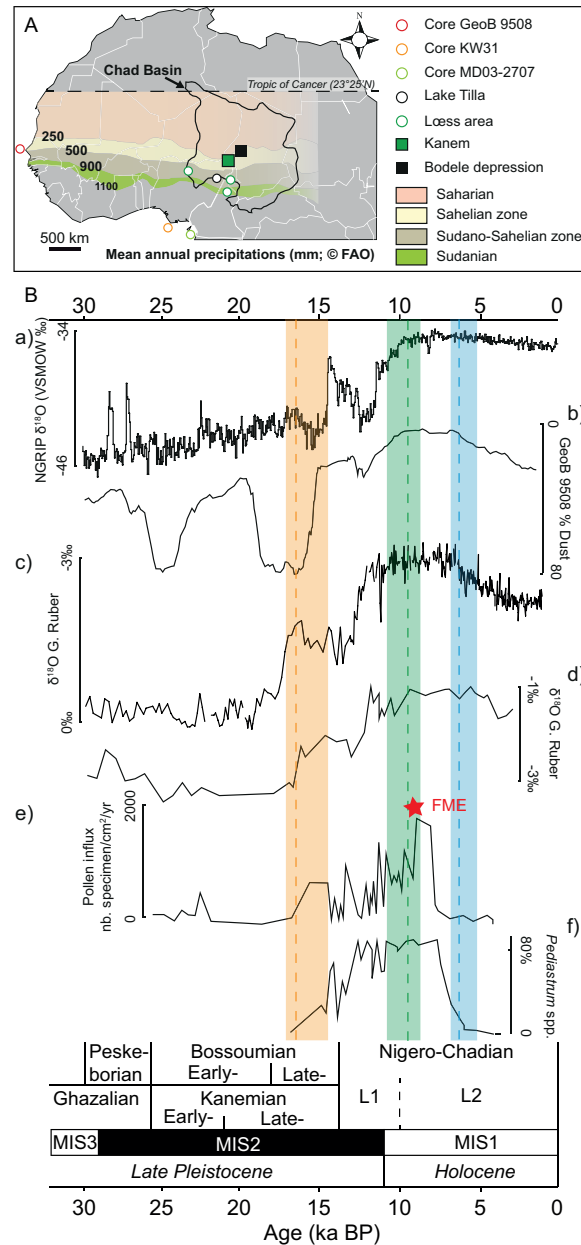 A
Chad Basin
Tropic of Cancer (23°25'N)
250
500
900
1100
500 km
Mean annual precipitations (mm; © FAO)
N
Core GeoB 9508
Core KW31
Core MD03-2707
Lake Tilla
Lœss area
Kanem
Bodele depression
Saharian
Sahelian zone
Sudano-Sahelian zone
Sudanian
B
30 25 20 15 10 5 0
a)
-34
NGRIP δ18O (VSMOW ‰)
-46
b)
0
GeoB 9508 % Dust
80
c)
-3‰
δ18O G. Ruber
0‰
d)
-1‰
δ18O G. Ruber
-3‰
e)
2000
Pollen influx
nb. specimen/cm²/yr
0
FME
f)
80%
Pediastrum spp.
0
Peske-
borian
Bossoumian
Early- Late-
Nigero-Chadian
Ghazalian
Kanemian
Early- Late-
L1 L2
MIS3 MIS2 MIS1
Late Pleistocene Holocene
30 25 20 15 10 5 0
Age (ka BP)